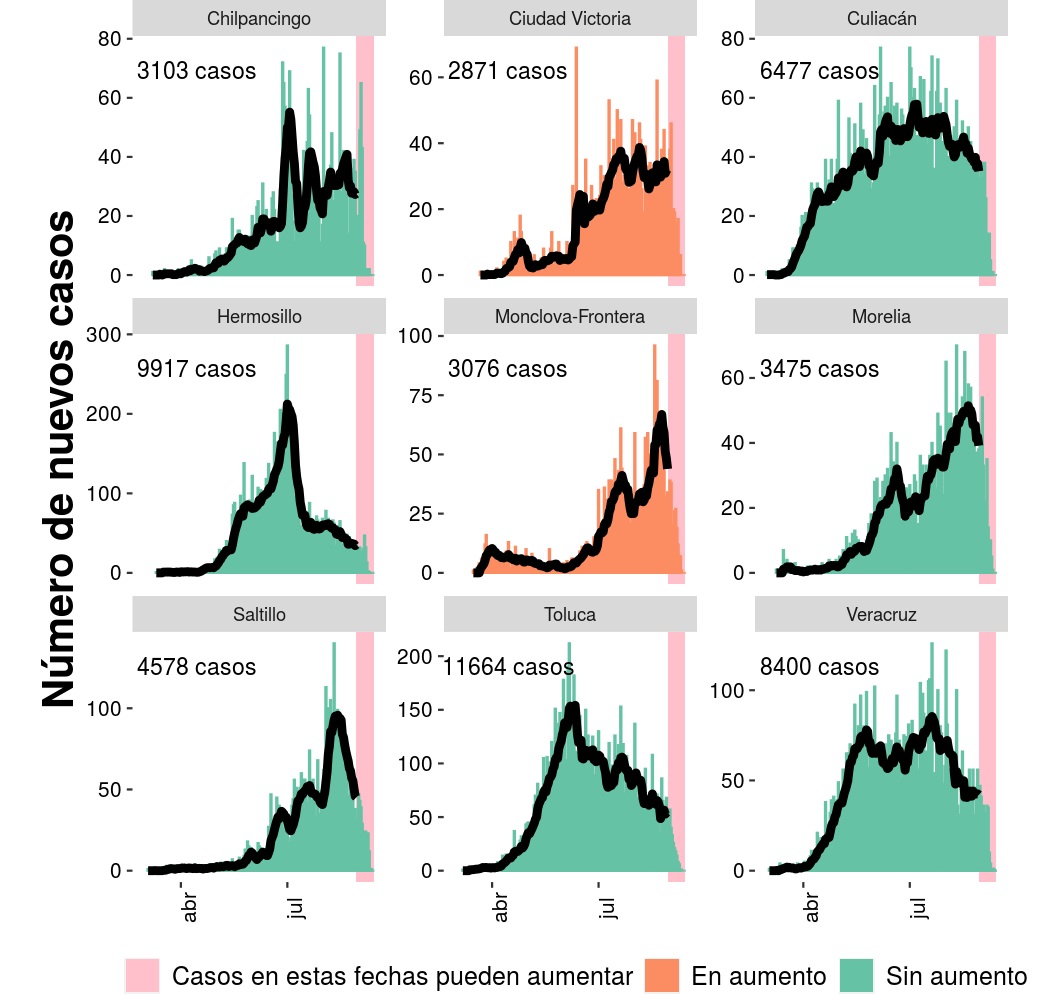 Número de nuevos casos
Chilpancingo
3103 casos
80
60
40
20
0
Ciudad Victoria
2871 casos
60
40
20
0
Culiacán
6477 casos
80
60
40
20
0
Hermosillo
9917 casos
300
200
100
0
Monclova-Frontera
3076 casos
100
75
50
25
0
Morelia
3475 casos
60
40
20
0
Saltillo
4578 casos
100
50
0
abr
jul
Toluca
11664 casos
200
150
100
50
0
abr
jul
Veracruz
8400 casos
100
50
0
abr
jul
Casos en estas fechas pueden aumentar
En aumento
Sin aumento